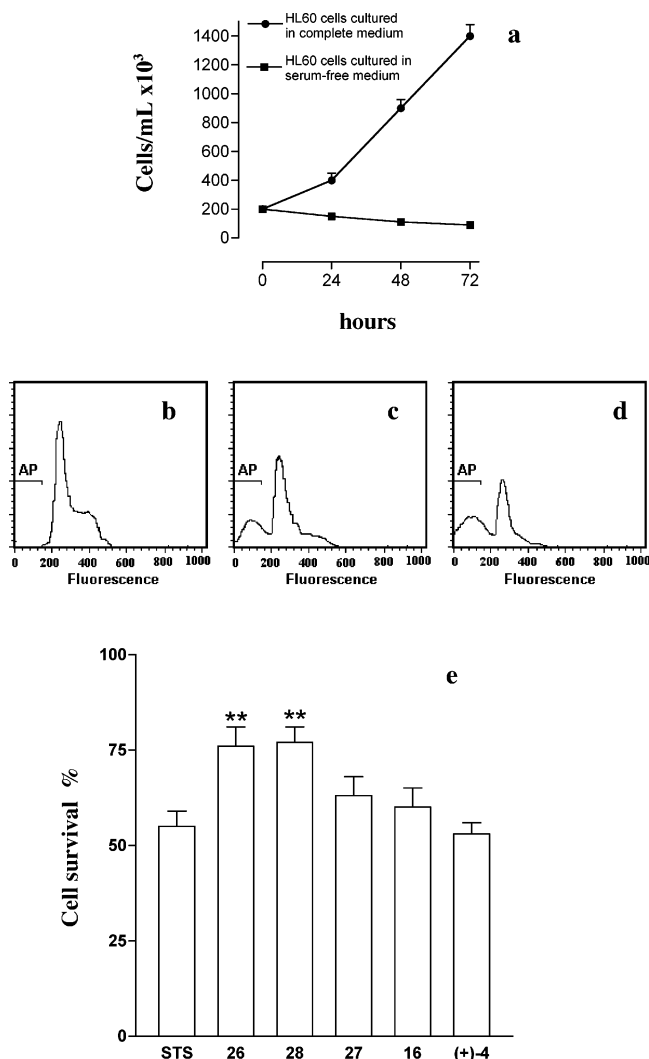 HL60 cells cultured
in complete medium
HL60 cells cultured in
serum-free medium
a
Cells/mL x10³
1400
1200
1000
800
600
400
200
0
0 24 48 72
hours
b
AP
0 200 400 600 800 1000
Fluorescence
c
AP
0 200 400 600 800 1000
Fluorescence
d
AP
0 200 400 600 800 1000
Fluorescence
e
Cell survival %
100
75
50
25
0
** **
STS 26 28 27 16 (+)-4